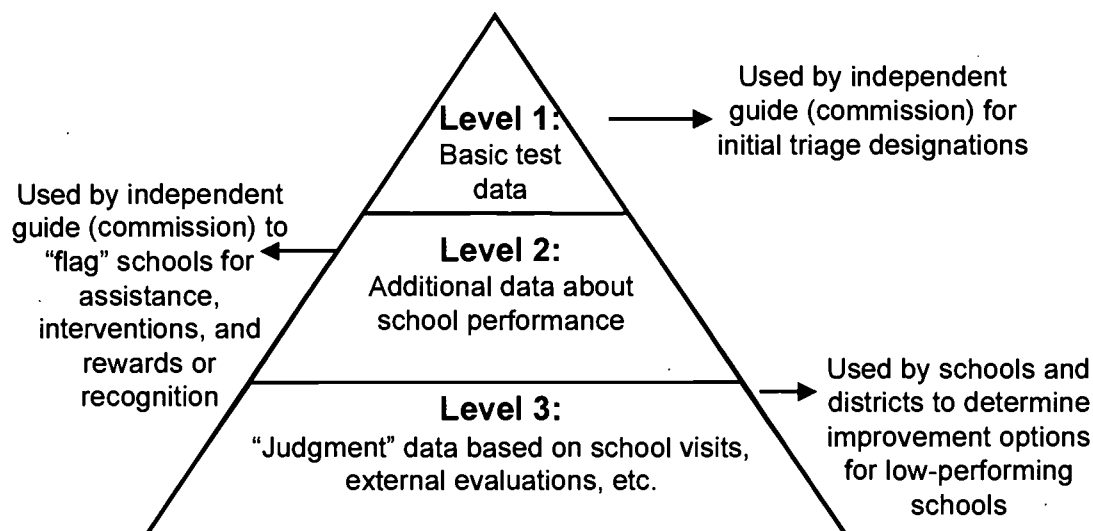 Level 1:
Basic test
data
Used by independent
guide (commission) for
initial triage designations
Used by independent
guide (commission) to
“flag” schools for
assistance,
interventions, and
rewards or
recognition
Level 2:
Additional data about
school performance
Level 3:
“Judgment” data based on school visits,
external evaluations, etc.
Used by schools and
districts to determine
improvement options
for low-performing
schools